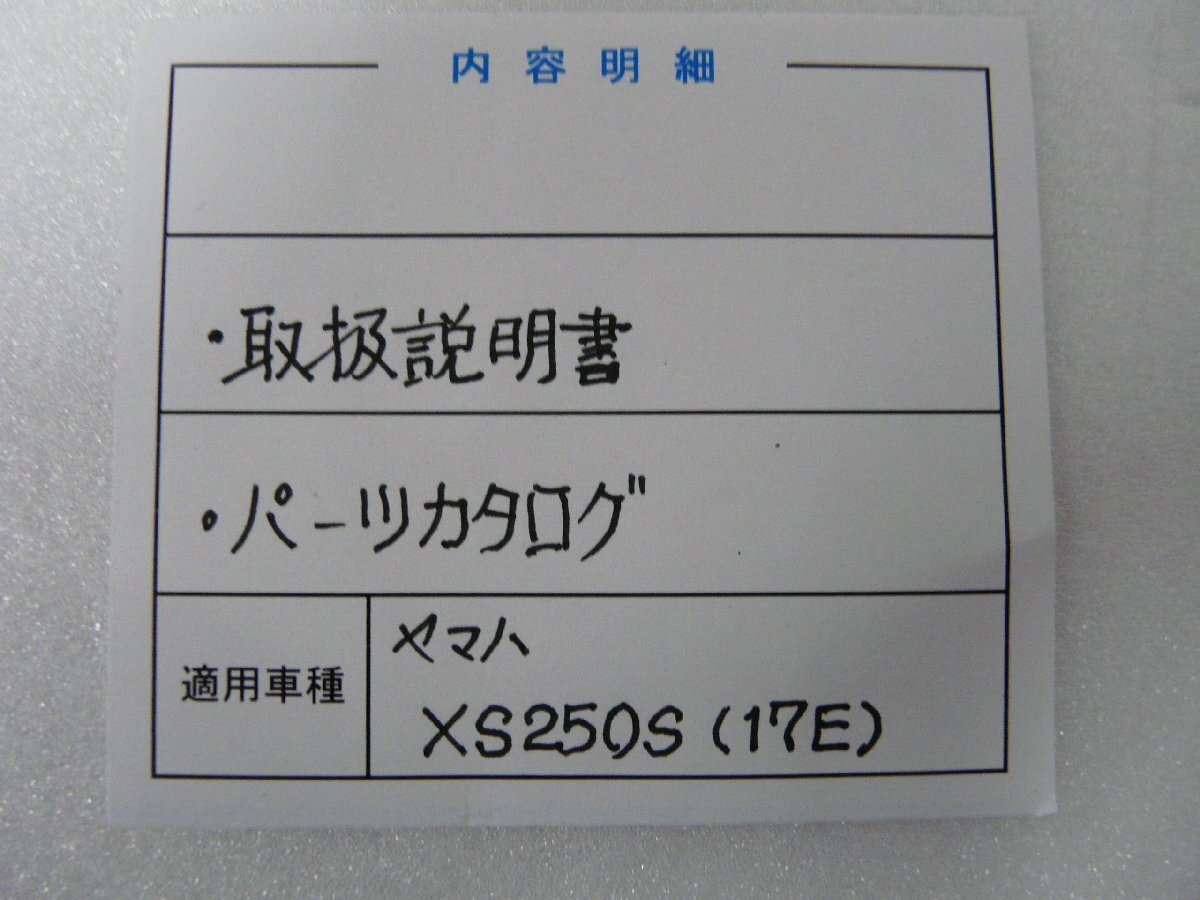 内容明細
・取扱説明書
・パーツカタログ
適用車種
ヤマハ
XS250S (17E)